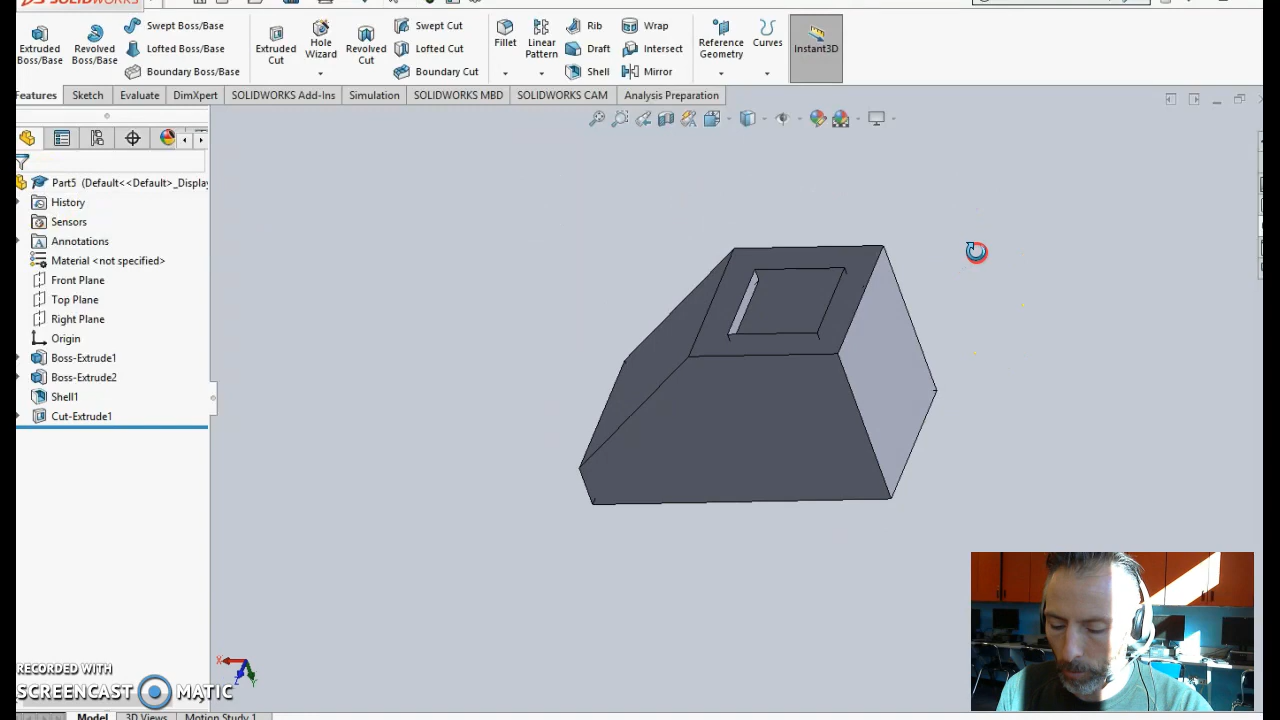 SOLIDWORKS
Extruded Boss/Base
Revolved Boss/Base
Swept Boss/Base
Lofted Boss/Base
Boundary Boss/Base
Extruded Cut
Hole Wizard
Revolved Cut
Swept Cut
Lofted Cut
Boundary Cut
Fillet
Linear Pattern
Rib
Draft
Shell
Wrap
Intersect
Mirror
Reference Geometry
Curves
Instant3D
Features Sketch Evaluate DimXpert SOLIDWORKS Add-Ins Simulation SOLIDWORKS MBD SOLIDWORKS CAM Analysis Preparation
Part5 (Default<<Default>_Display
History
Sensors
Annotations
Material <not specified>
Front Plane
Top Plane
Right Plane
Origin
Boss-Extrude1
Boss-Extrude2
Shell1
Cut-Extrude1
X
Z
Y
RECORDED WITH
SCREENCAST MATIC
Model 3D Views Motion Study 1